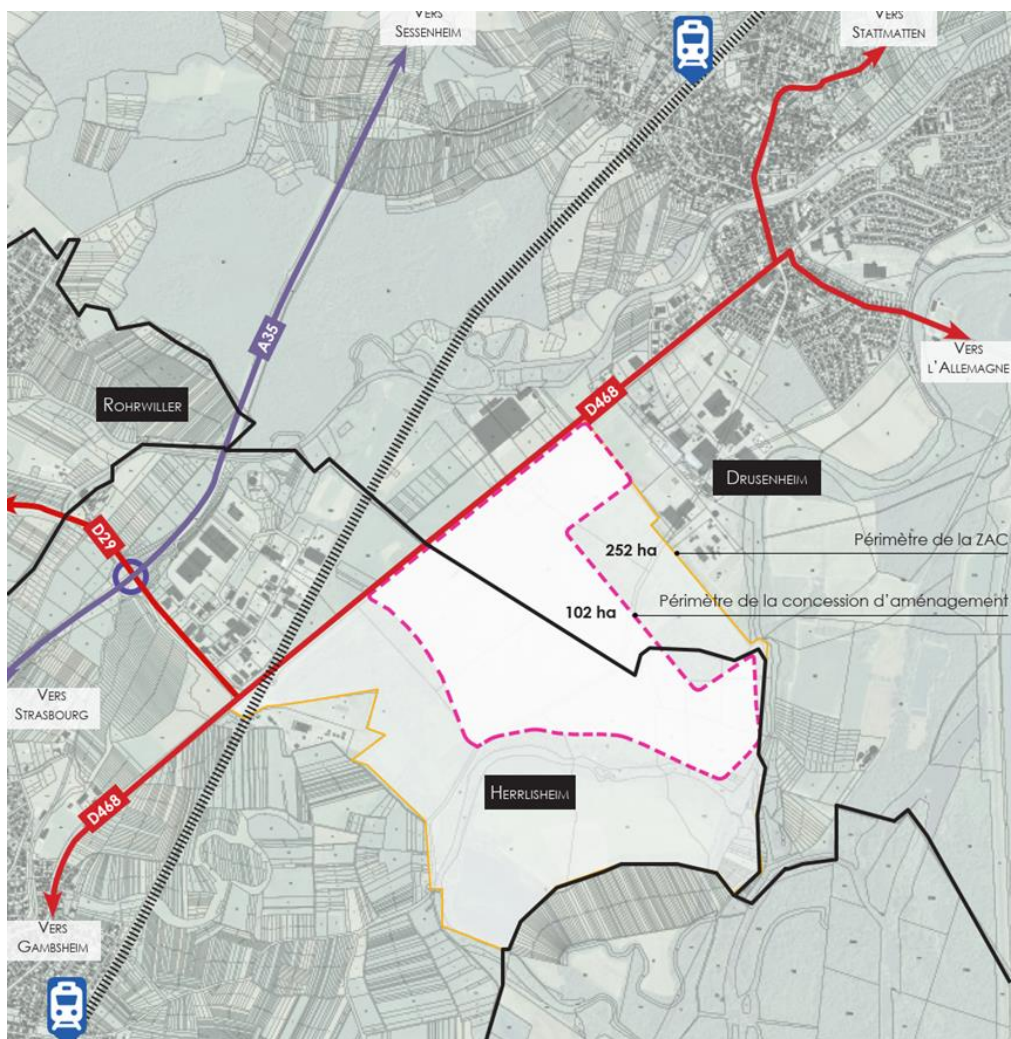 VERS
SESSENHEIM
VERS
STATTMATTEN
A35
VERS
L'ALLEMAGNE
ROHRWILLER
D468
DRUSENHEIM
D29
252 ha
Périmètre de la ZAC
102 ha
Périmètre de la concession d'aménagement
VERS
STRASBOURG
HERRLISHEIM
D468
VERS
GAMBSHEIM